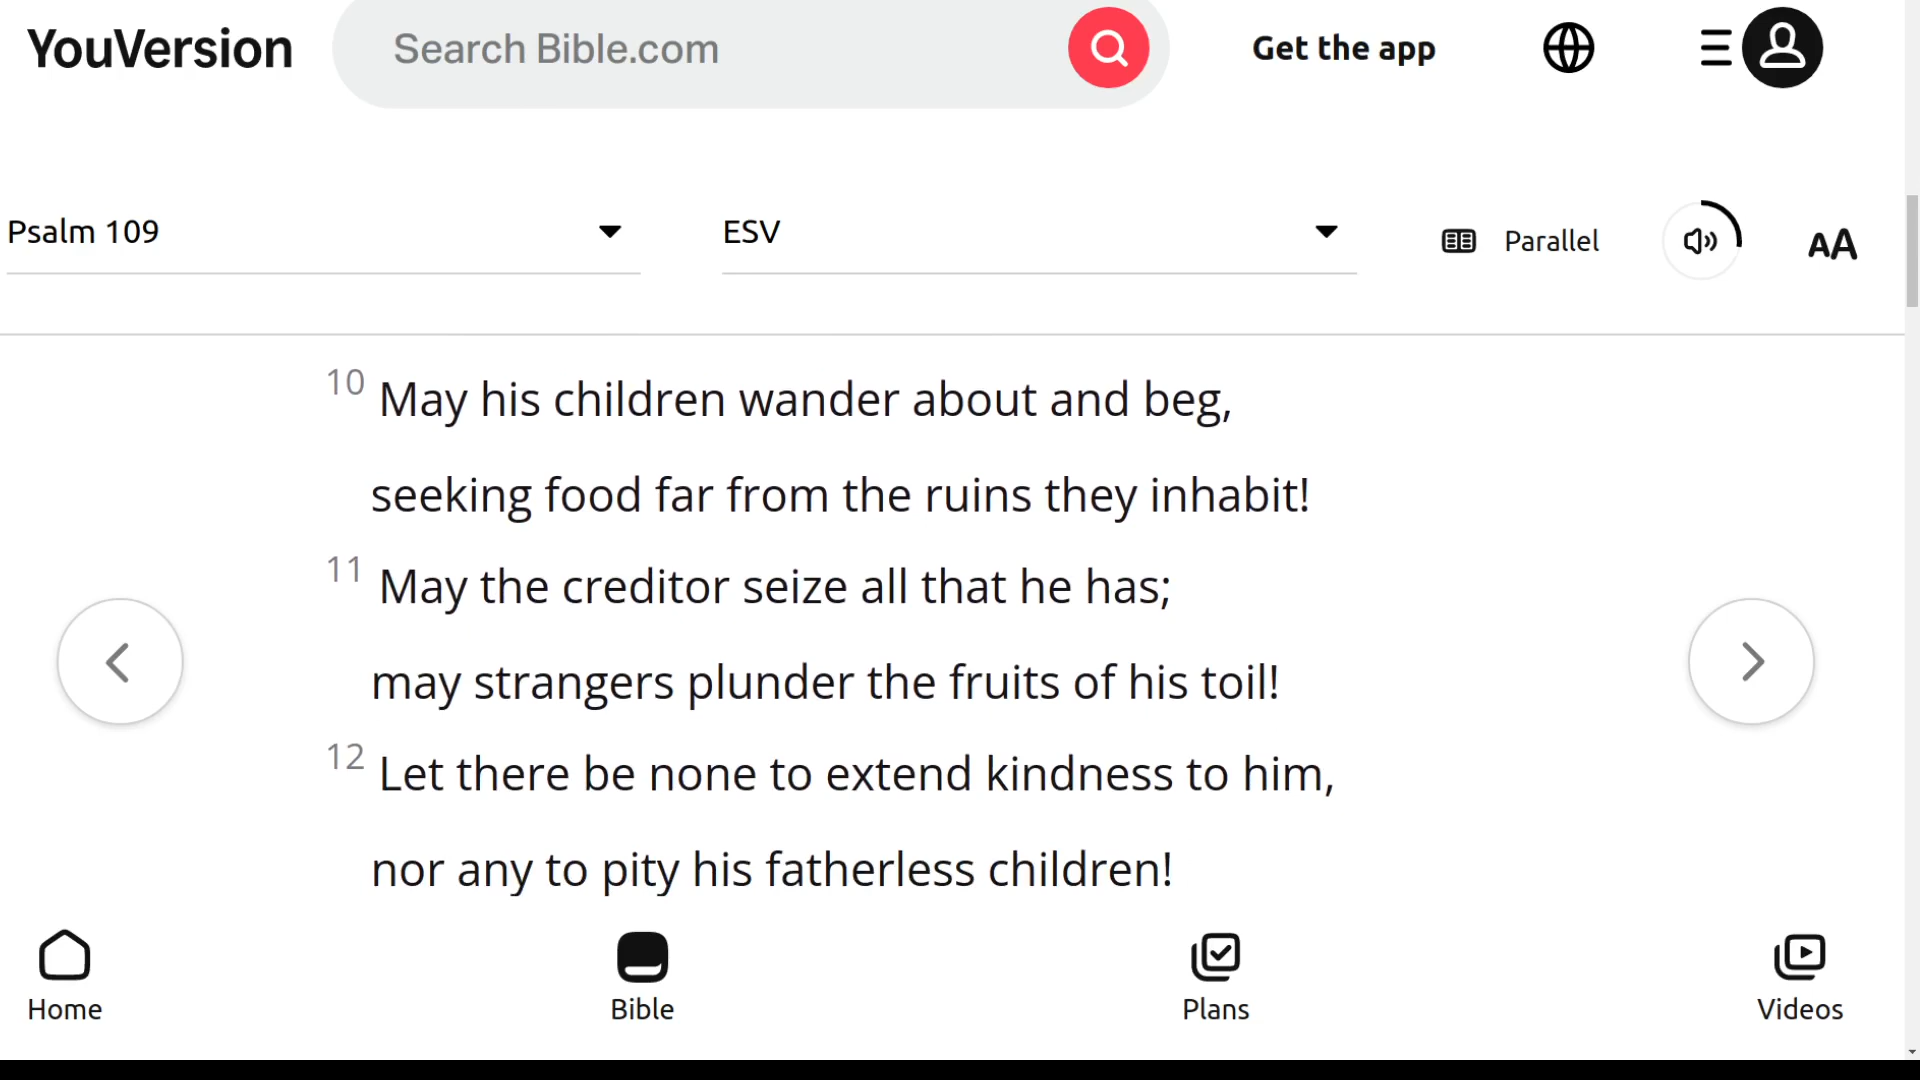 YouVersion Search Bible.com Get the app
Psalm 109 ESV Parallel AA
10 May his children wander about and beg,
seeking food far from the ruins they inhabit!
11 May the creditor seize all that he has;
may strangers plunder the fruits of his toil!
12 Let there be none to extend kindness to him,
nor any to pity his fatherless children!
Home Bible Plans Videos